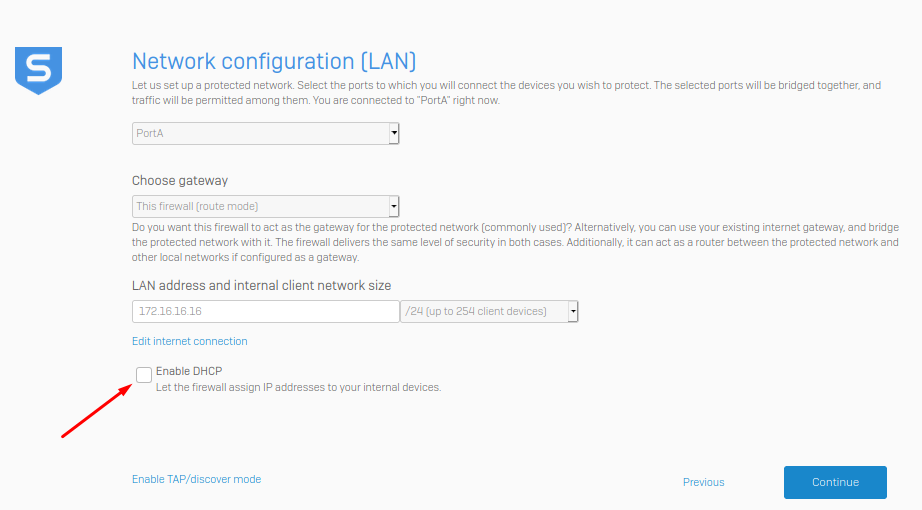 S
Network configuration (LAN)
Let us set up a protected network. Select the ports to which you will connect the devices you wish to protect. The selected ports will be bridged together, and
traffic will be permitted among them. You are connected to "PortA" right now.
PortA
Choose gateway
This firewall (route mode)
Do you want this firewall to act as the gateway for the protected network (commonly used)? Alternatively, you can use your existing internet gateway, and bridge
the protected network with it. The firewall delivers the same level of security in both cases. Additionally, it can act as a router between the protected network and
other local networks if configured as a gateway.
LAN address and internal client network size
172.16.16.16 /24 (up to 254 client devices)
Edit internet connection
Enable DHCP
Let the firewall assign IP addresses to your internal devices.
Enable TAP/discover mode Previous Continue